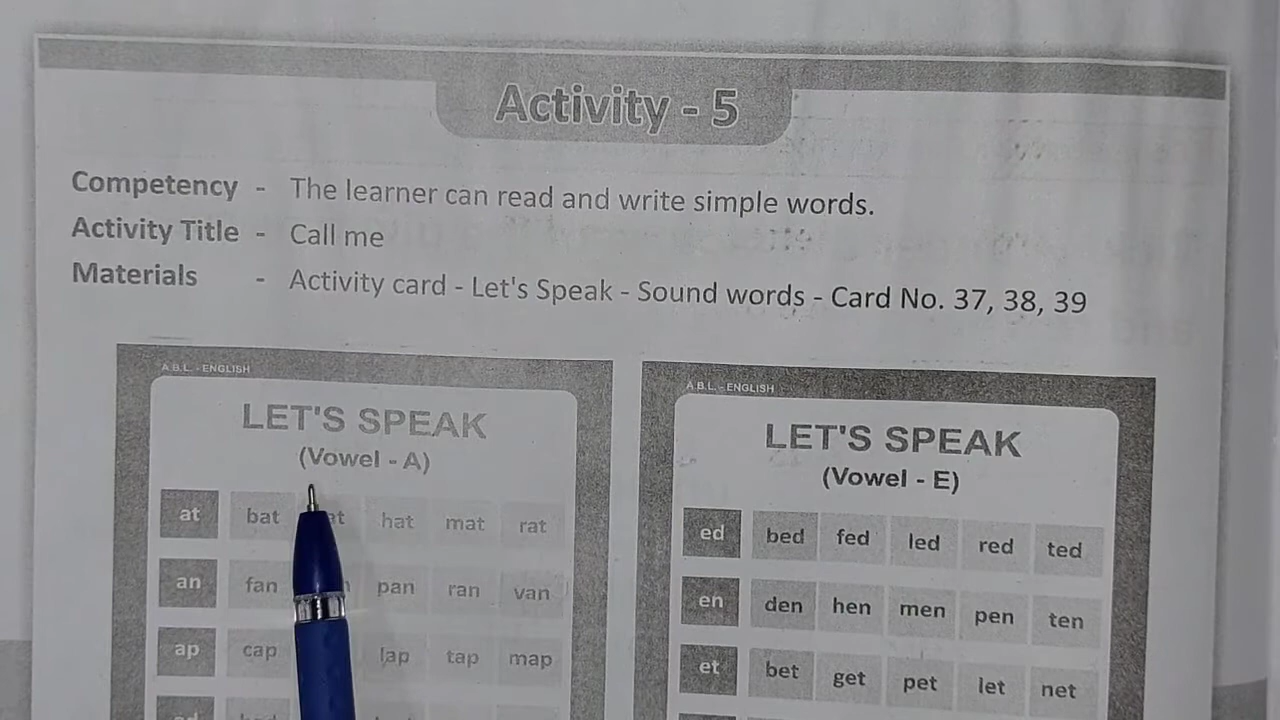 Activity - 5
Competency - The learner can read and write simple words.
Activity Title - Call me
Materials - Activity card - Let's Speak - Sound words - Card No. 37, 38, 39
A.B.L. - ENGLISH
LET'S SPEAK
(Vowel - A)
at bat hat mat rat
an fan pan ran van
ap cap lap tap map
A.B.L. - ENGLISH
LET'S SPEAK
(Vowel - E)
ed bed fed led red ted
en den hen men pen ten
et bet get pet let net